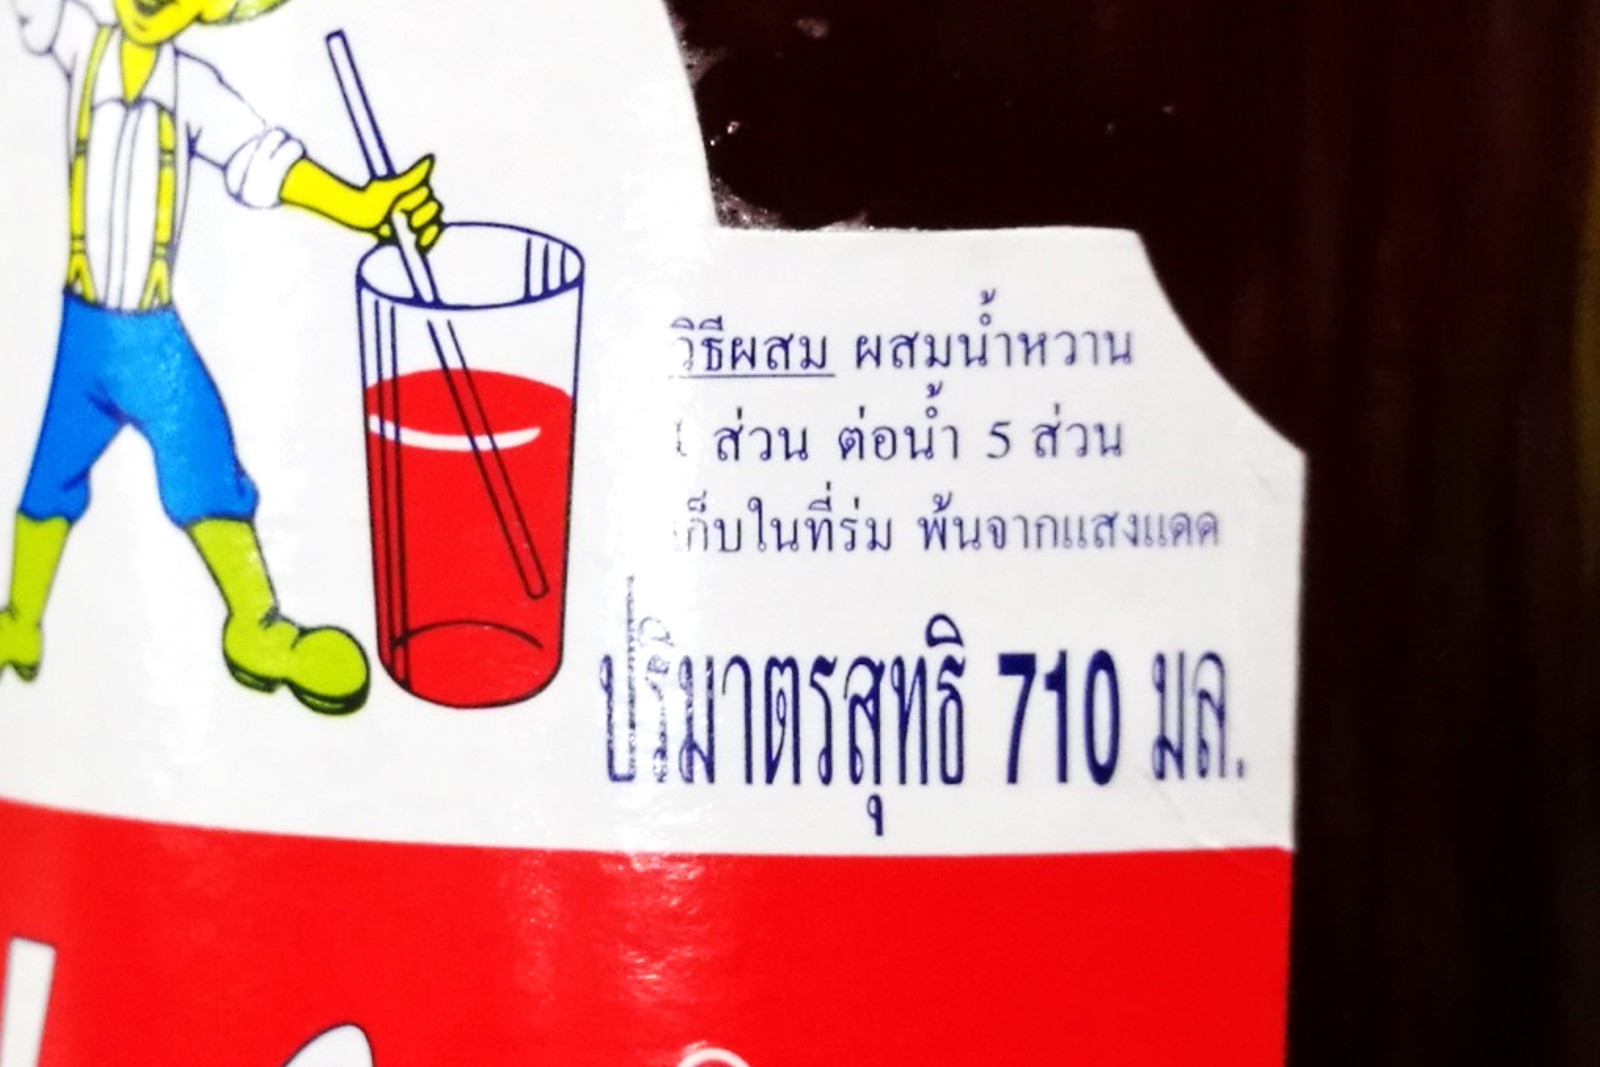 วิธีผสม ผสมน้ำหวาน
ส่วน ต่อน้ำ 5 ส่วน
เก็บในที่ร่ม พ้นจากแสงแดด
ปริมาตรสุทธิ 710 มล.